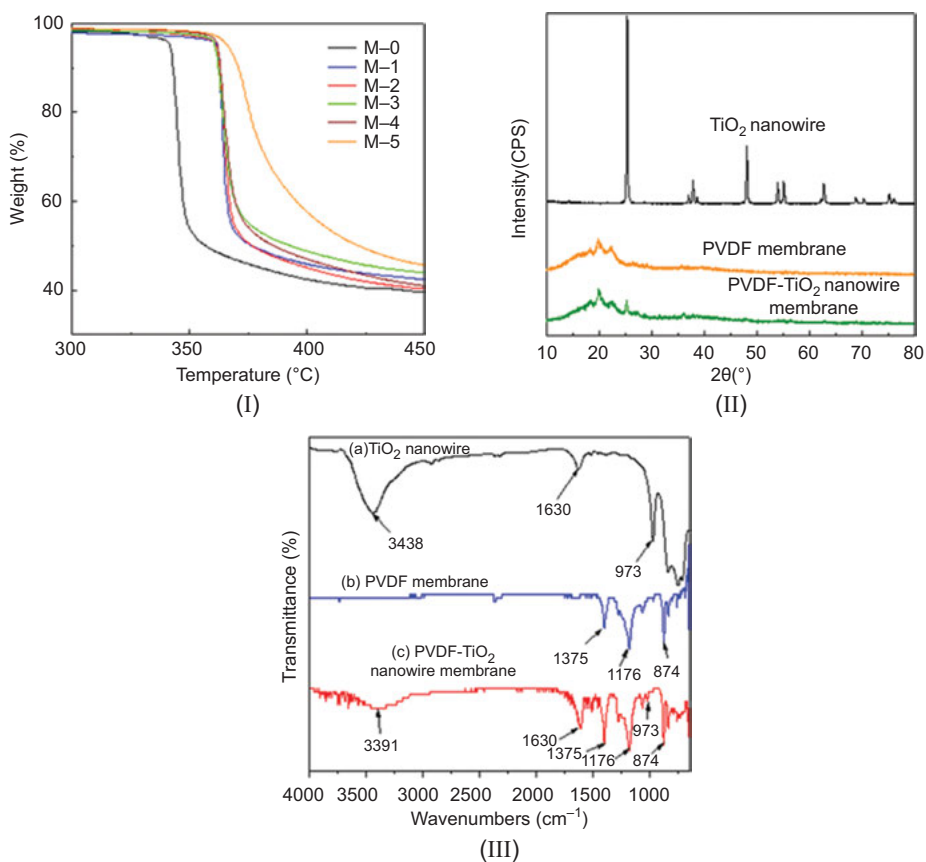 100
80
60
40
300
350
400
450
Weight (%)
Temperature (°C)
M–0
M–1
M–2
M–3
M–4
M–5
(I)
Intensity(CPS)
TiO₂ nanowire
PVDF membrane
PVDF-TiO₂ nanowire
membrane
10
20
30
40
50
60
70
80
2θ(°)
(II)
Transmittance (%)
(a)TiO₂ nanowire
3438
1630
973
(b) PVDF membrane
1375
1176
874
(c) PVDF-TiO₂
nanowire membrane
3391
1630
1375
1176
973
874
4000
3500
3000
2500
2000
1500
1000
Wavenumbers (cm⁻¹)
(III)